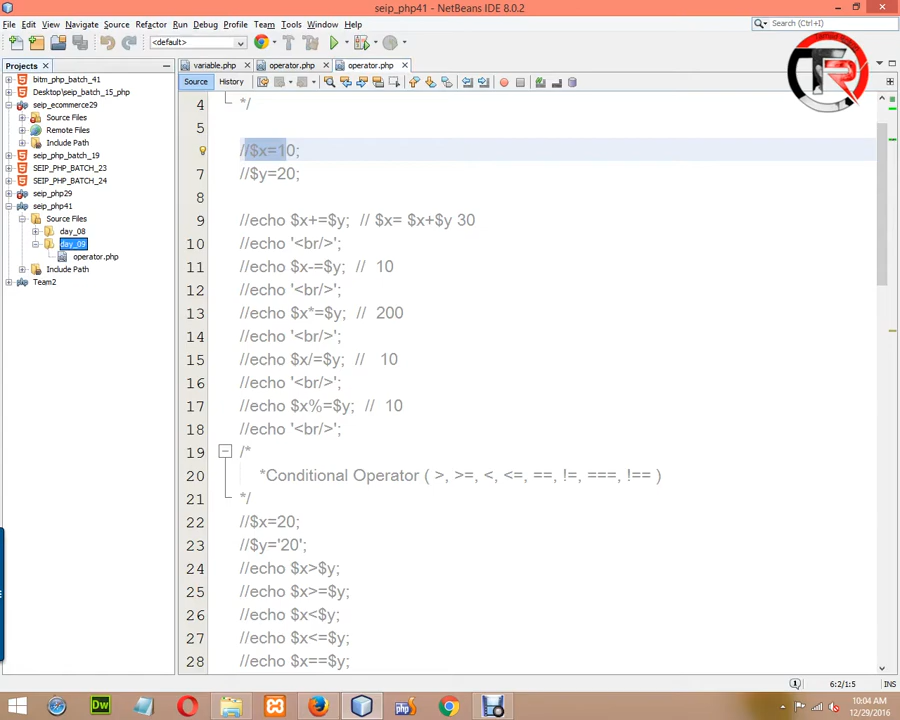 seip_php41 - NetBeans IDE 8.0.2
File Edit View Navigate Source Refactor Run Debug Profile Team Tools Window Help
Search (Ctrl+I)
<default>
Projects
variable.php operator.php operator.php
Source History
bitm_php_batch_41
Desktop\seip_batch_15_php
seip_ecommerce29
Source Files
Remote Files
Include Path
seip_php_batch_19
SEIP_PHP_BATCH_23
SEIP_PHP_BATCH_24
seip_php29
seip_php41
Source Files
day_08
day_09
operator.php
Include Path
Team2
4 */
5
//$x=10;
7 //$y=20;
8
9 //echo $x+=$y; // $x= $x+$y 30
10 //echo '<br/>';
11 //echo $x-=$y; // 10
12 //echo '<br/>';
13 //echo $x*=$y; // 200
14 //echo '<br/>';
15 //echo $x/=$y; // 10
16 //echo '<br/>';
17 //echo $x%=$y; // 10
18 //echo '<br/>';
19 /*
20 *Conditional Operator ( >, >=, <, <=, ==, !=, ===, !== )
21 */
22 //$x=20;
23 //$y='20';
24 //echo $x>$y;
25 //echo $x>=$y;
26 //echo $x<$y;
27 //echo $x<=$y;
28 //echo $x==$y;
6:2/1:5 INS
Dw
php
10:04 AM
12/29/2016